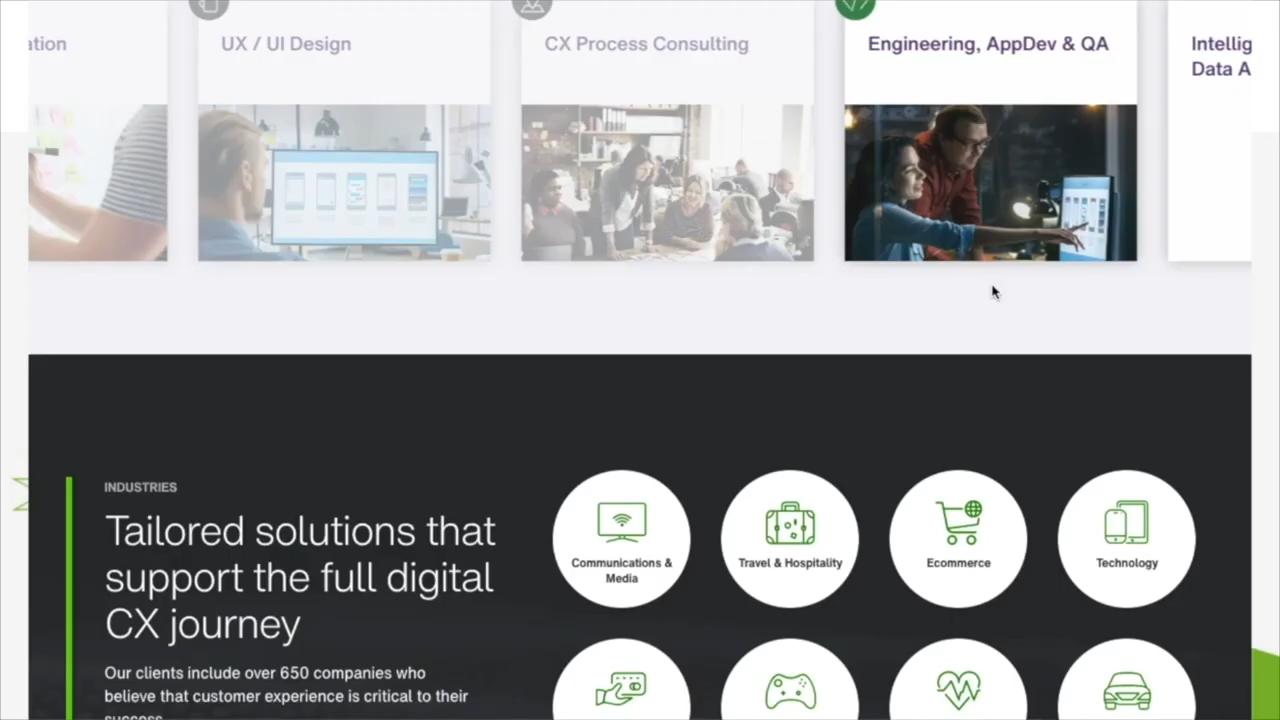 ation
UX / UI Design
CX Process Consulting
Engineering, AppDev & QA
Intellig
Data A
INDUSTRIES
Tailored solutions that
support the full digital
CX journey
Our clients include over 650 companies who
believe that customer experience is critical to their
success
Communications &
Media
Travel & Hospitality
Ecommerce
Technology